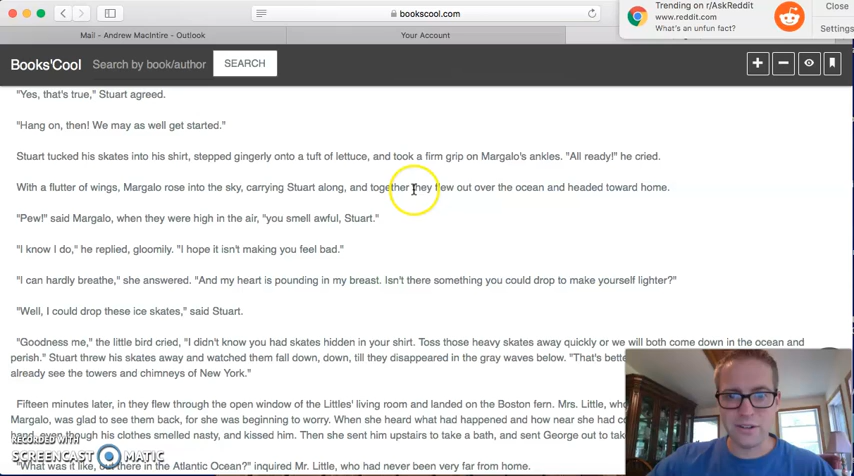 bookscool.com
Trending on r/AskReddit
www.reddit.com
What's an unfun fact?
Close
Settings
Mail - Andrew MacIntire - Outlook
Your Account
Books'Cool
Search by book/author
SEARCH
"Yes, that's true," Stuart agreed.
"Hang on, then! We may as well get started."
Stuart tucked his skates into his shirt, stepped gingerly onto a tuft of lettuce, and took a firm grip on Margalo's ankles. "All ready!" he cried.
With a flutter of wings, Margalo rose into the sky, carrying Stuart along, and together they flew out over the ocean and headed toward home.
"Pew!" said Margalo, when they were high in the air, "you smell awful, Stuart."
"I know I do," he replied, gloomily. "I hope it isn't making you feel bad."
"I can hardly breathe," she answered. "And my heart is pounding in my breast. Isn't there something you could drop to make yourself lighter?"
"Well, I could drop these ice skates," said Stuart.
"Goodness me," the little bird cried, "I didn't know you had skates hidden in your shirt. Toss those heavy skates away quickly or we will both come down in the ocean and
perish." Stuart threw his skates away and watched them fall down, down, till they disappeared in the gray waves below. "That's
already see the towers and chimneys of New York."
Fifteen minutes later, in they flew through the open window of the Littles' living room and landed on the Boston fern. Mrs. Little, who
Margalo, was glad to see them back, for she was beginning to worry. When she heard what had happened and how near she had
hand, even though his clothes smelled nasty, and kissed him. Then she sent him upstairs to take a bath, and sent George out to
"What was it like, out there in the Atlantic Ocean?" inquired Mr. Little, who had never been very far from home.
RECORDED WITH
SCREENCAST MATIC